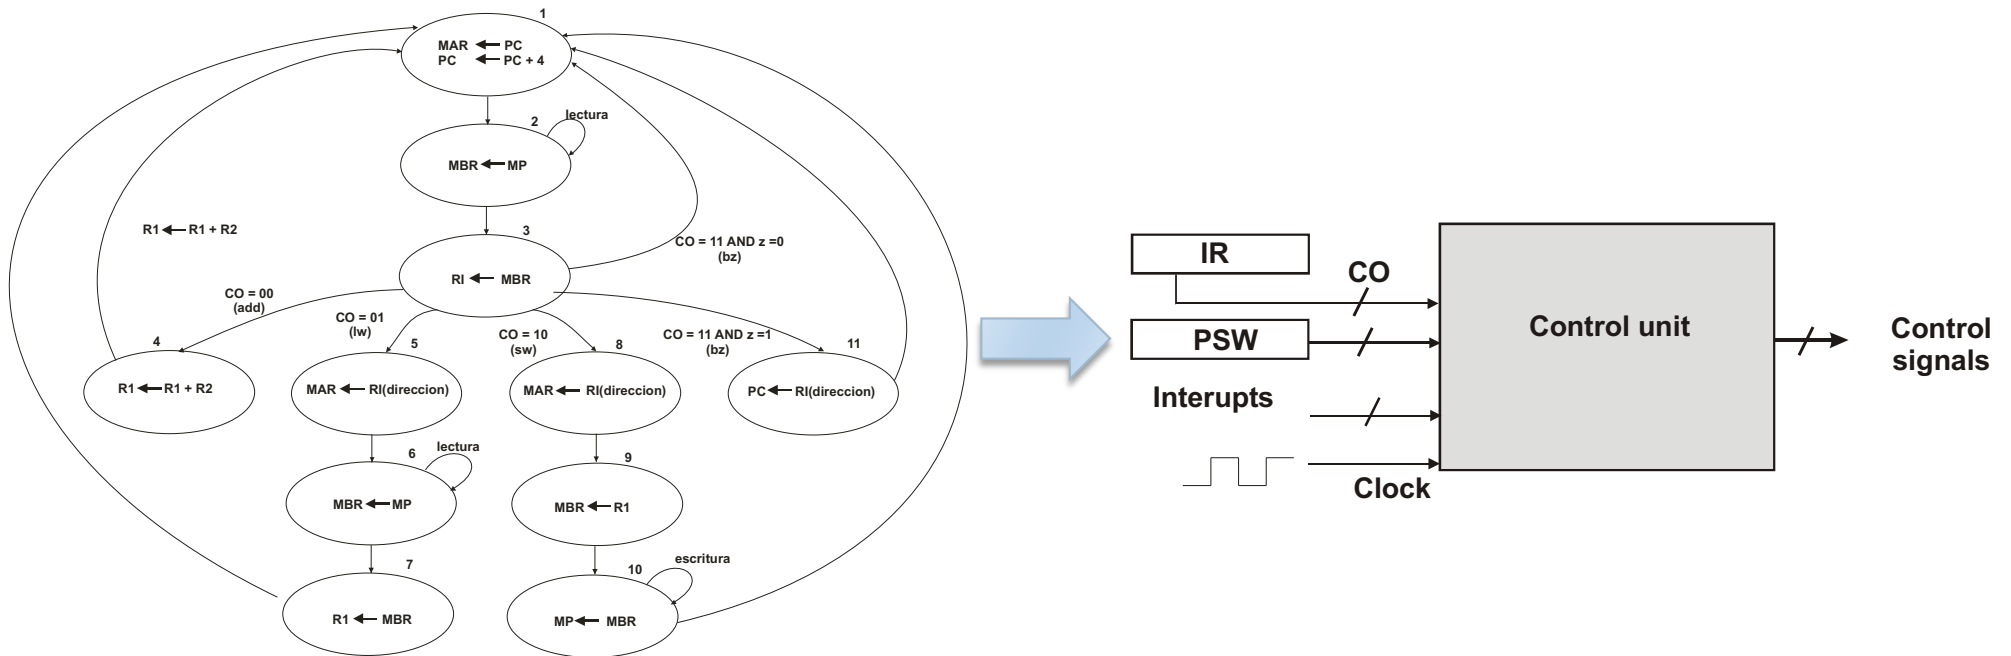 1
MAR ← PC
PC ← PC + 4
2
lectura
MBR ← MP
R1 ← R1 + R2
3
RI ← MBR
CO = 11 AND z =0
(bz)
CO = 00
(add)
CO = 01
(lw)
CO = 10
(sw)
CO = 11 AND z =1
(bz)
4
R1 ← R1 + R2
5
MAR ← RI(direccion)
8
MAR ← RI(direccion)
11
PC ← RI(direccion)
6
lectura
MBR ← MP
9
MBR ← R1
7
R1 ← MBR
10
escritura
MP ← MBR
IR
CO
PSW
Interupts
Clock
Control unit
Control
signals